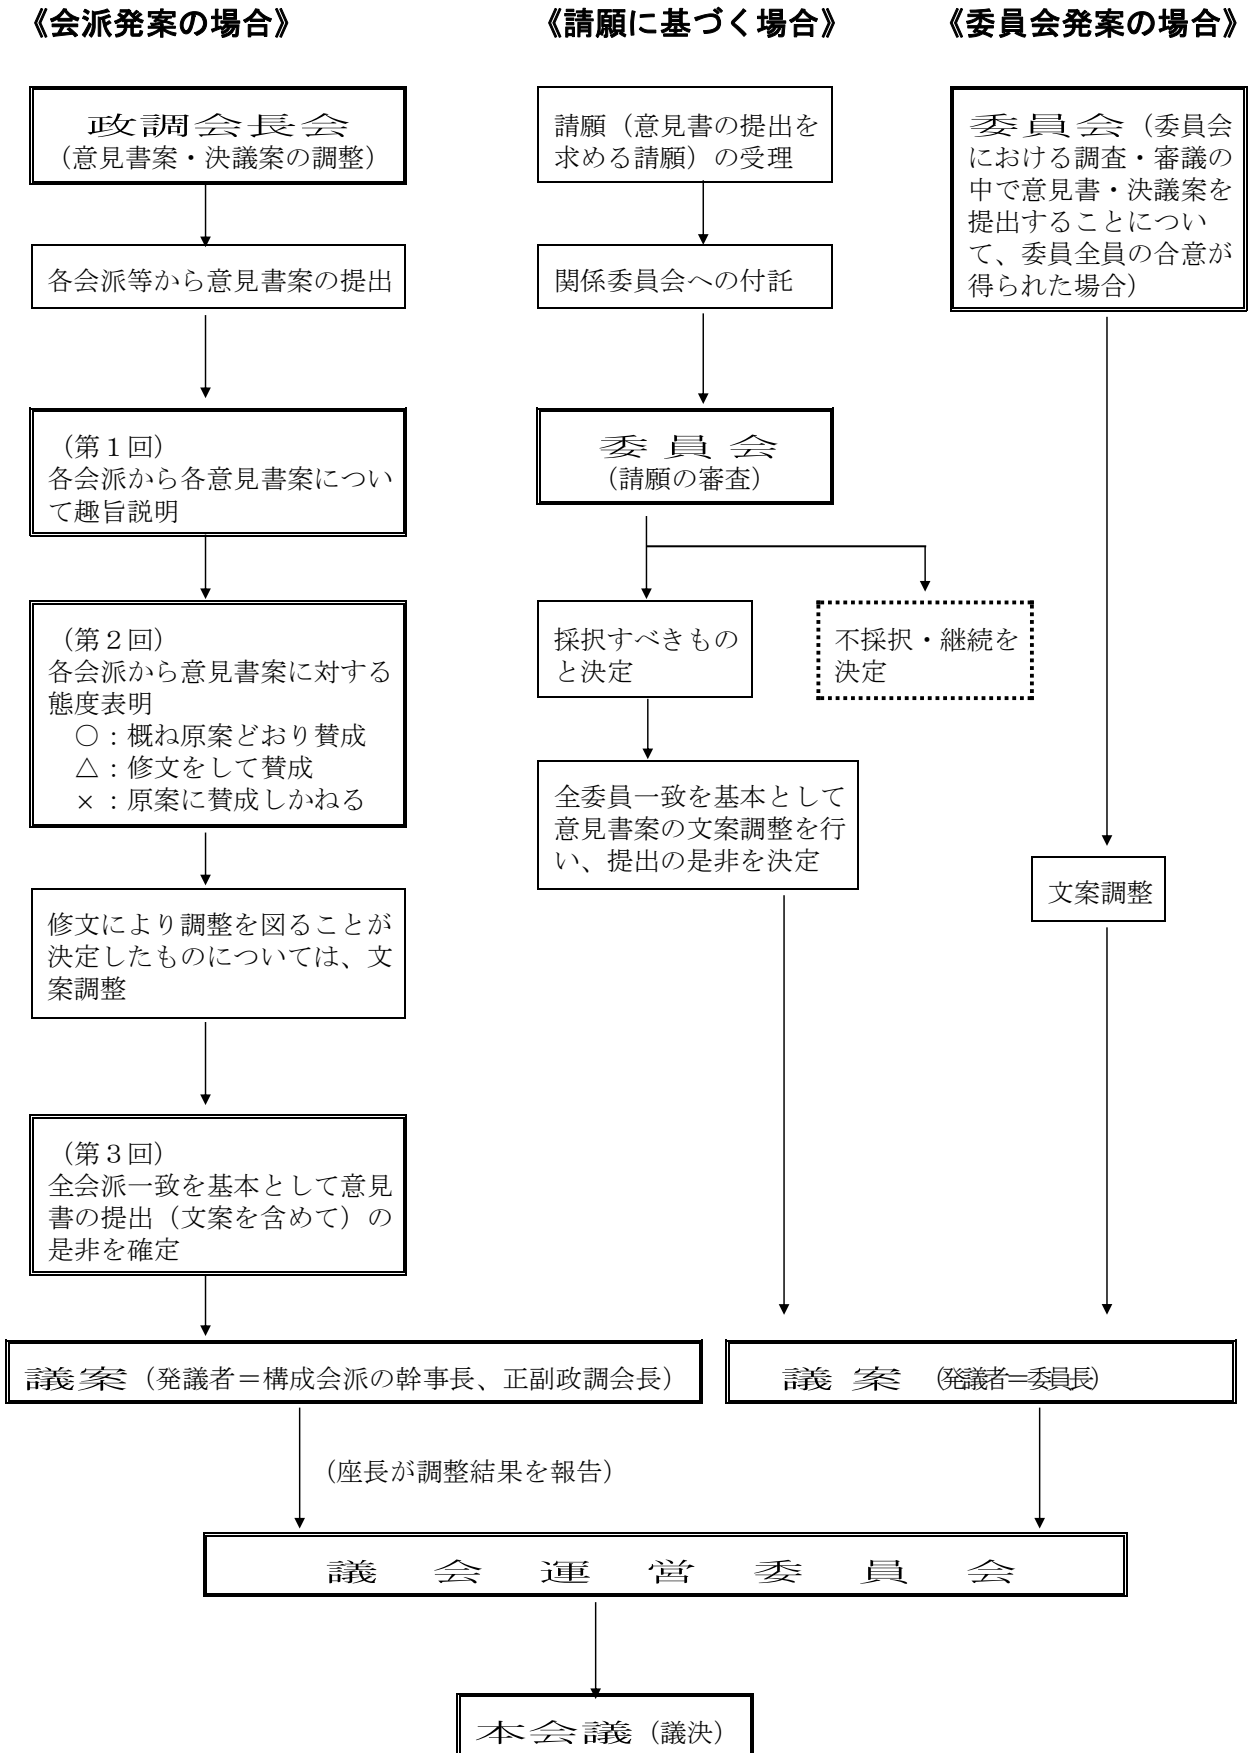 《会派発案の場合》
政調会長会
（意見書案・決議案の調整）
各会派等から意見書案の提出
（第１回）
各会派から各意見書案につい
て趣旨説明
（第２回）
各会派から意見書案に対する
態度表明
○：概ね原案どおり賛成
△：修文をして賛成
×：原案に賛成しかねる
修文により調整を図ることが
決定したものについては、文
案調整
（第３回）
全会派一致を基本として意見
書の提出（文案を含めて）の
是非を確定
議案（発議者＝構成会派の幹事長、正副政調会長）
（座長が調整結果を報告）
《請願に基づく場合》
請願（意見書の提出を
求める請願）の受理
関係委員会への付託
委員会
（請願の審査）
採択すべきもの
と決定
不採択・継続を
決定
全委員一致を基本として
意見書案の文案調整を行
い、提出の是非を決定
《委員会発案の場合》
委員会（委員会
における調査・審議の
中で意見書・決議案を
提出することについ
て、委員全員の合意が
得られた場合）
文案調整
議案（発議者＝委員長）
議会運営委員会
本会議（議決）